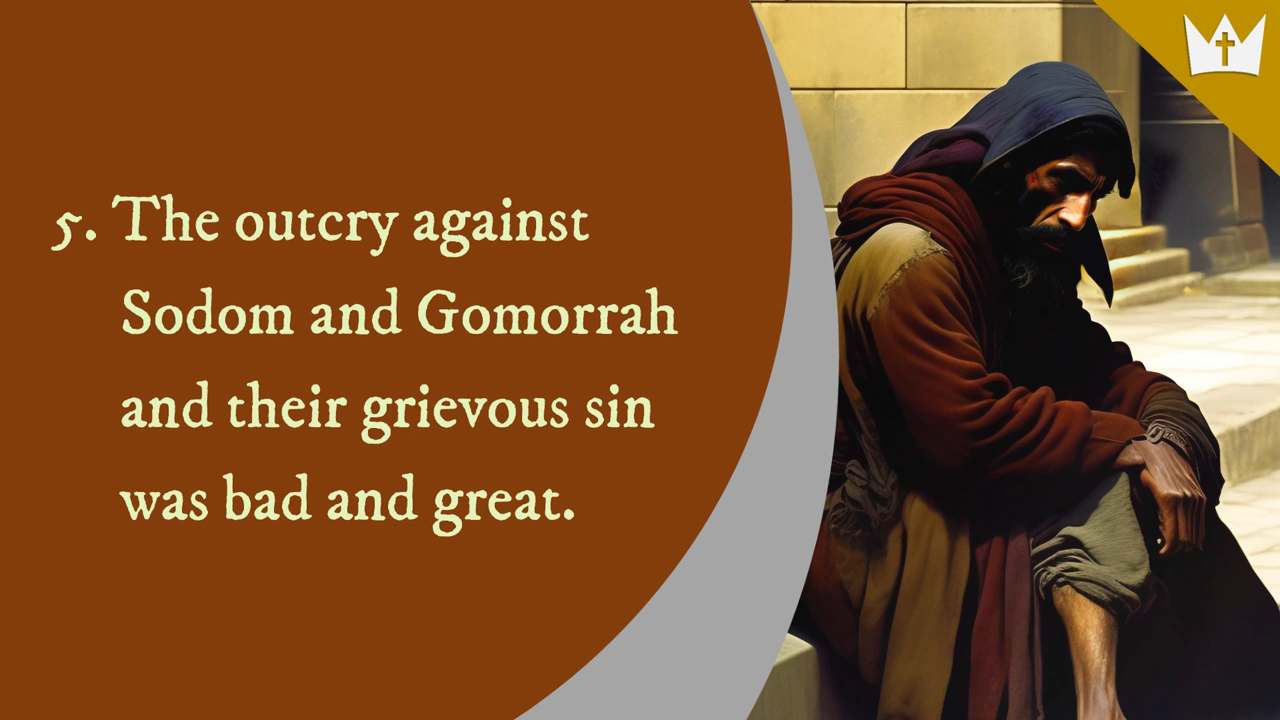 5. The outcry against
Sodom and Gomorrah
and their grievous sin
was bad and great.